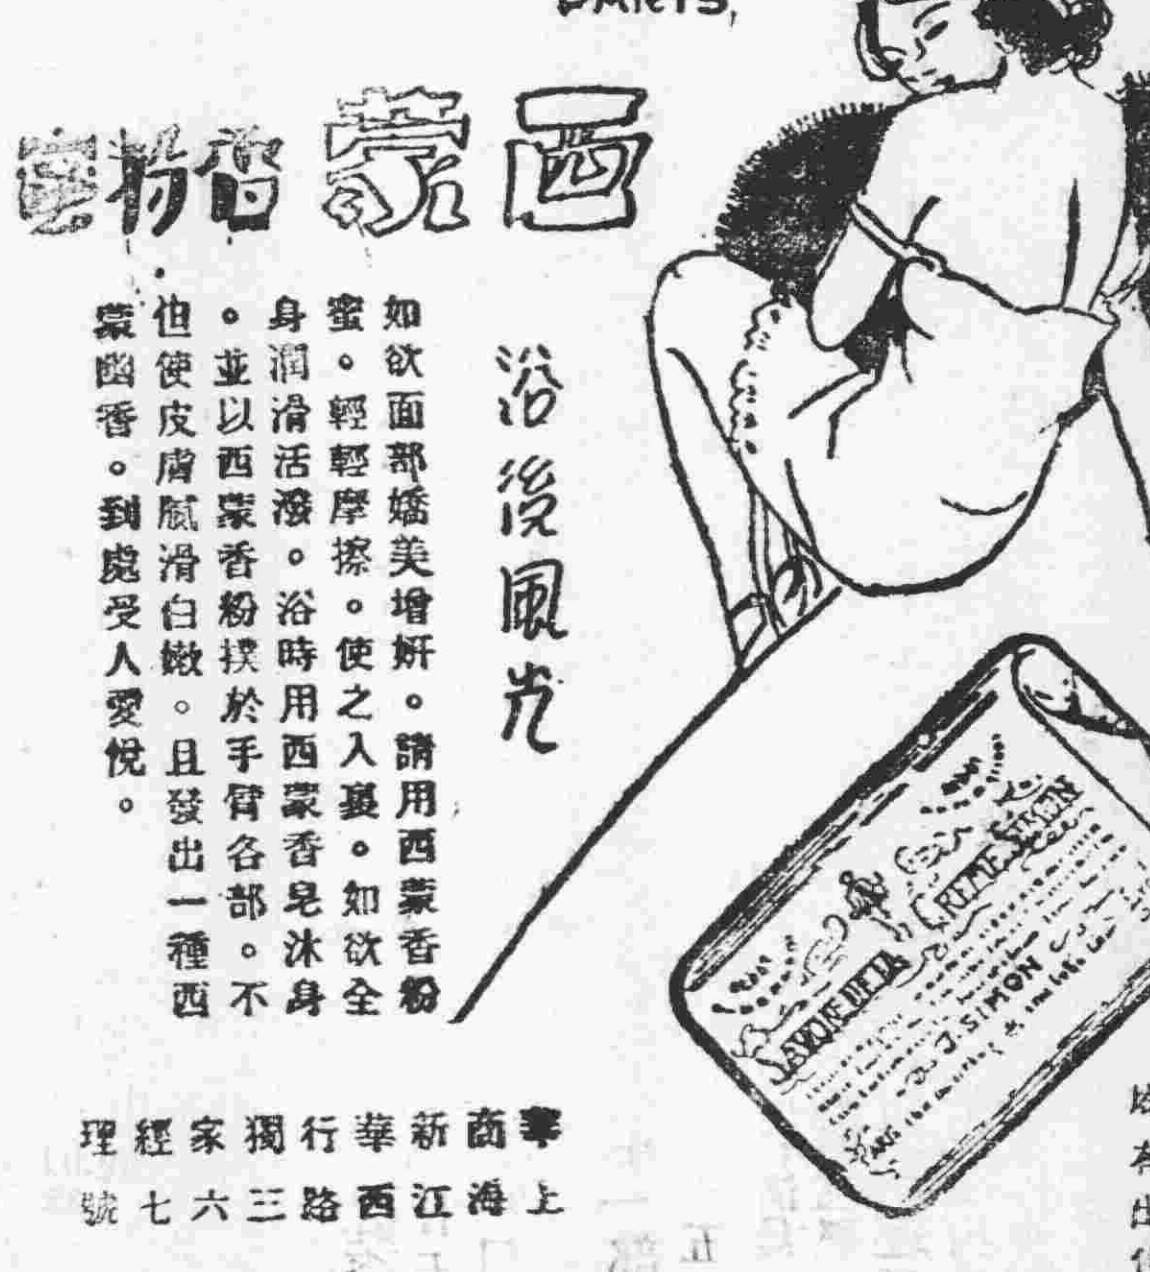 PARIS,
西蒙香粉蜜
浴後風光
如欲面部嬌美增姸。請用西蒙香粉
蜜。輕輕摩擦。使之入裏。如欲全
身潤滑活潑。浴時用西蒙香皂沐身
。並以西蒙香粉撲於手臂各部。不
但使皮膚膩滑白嫩。且發出一種西
蒙幽香。到處受人愛悅。
SAVON
CREME SIMON
J. SIMON
華商新華行獨家經理
上海江西路三六七號